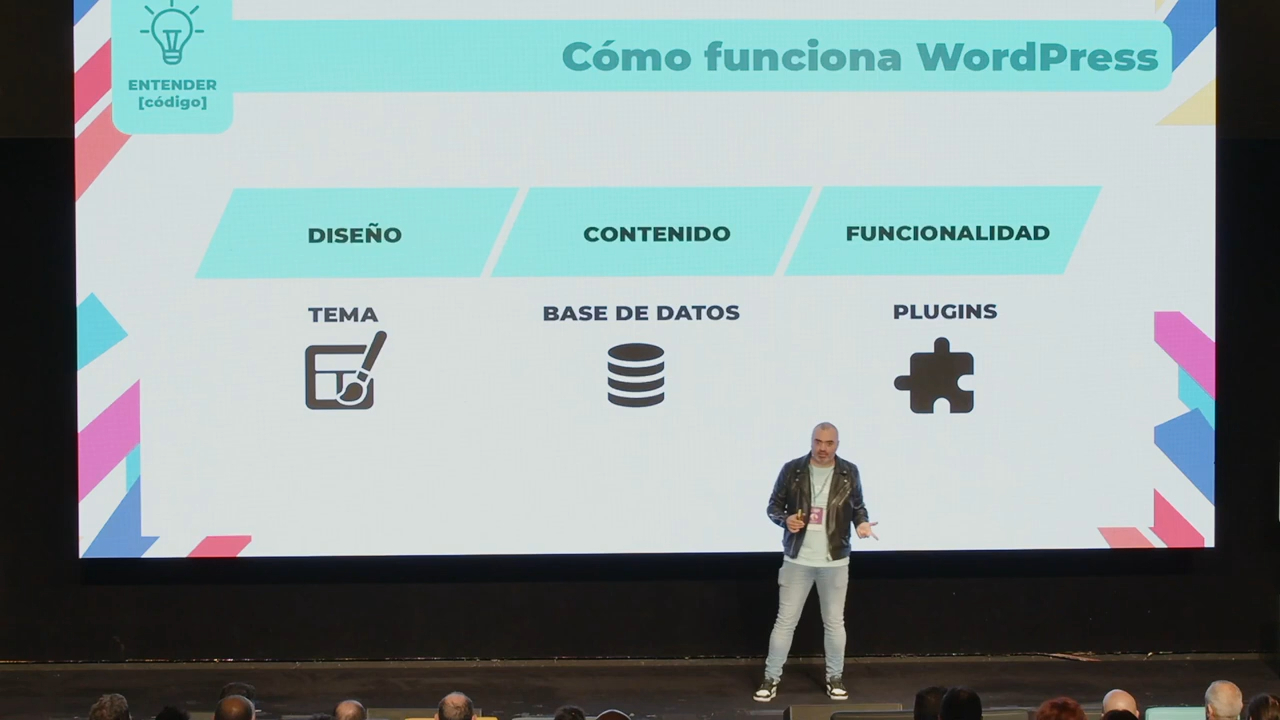 ENTENDER
[código]
Cómo funciona WordPress
DISEÑO
CONTENIDO
FUNCIONALIDAD
TEMA
BASE DE DATOS
PLUGINS